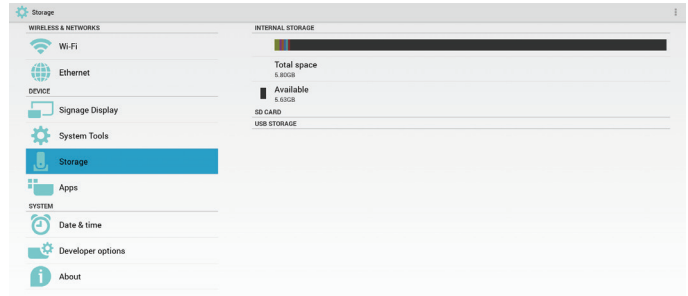 Storage
WIRELESS & NETWORKS
Wi-Fi
Ethernet
DEVICE
Signage Display
System Tools
Storage
Apps
SYSTEM
Date & time
Developer options
About
INTERNAL STORAGE
Total space
5.80GB
Available
5.63GB
SD CARD
USB STORAGE